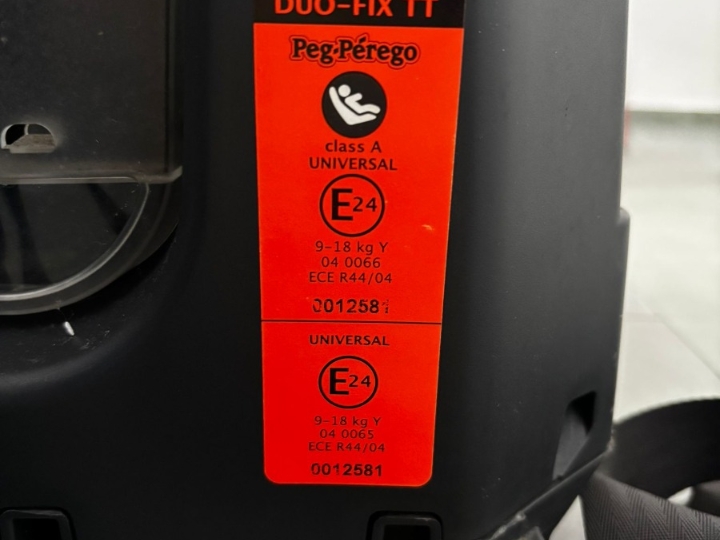 DUO-FIX TT
Peg-Pérego
class A
UNIVERSAL
E24
9-18 kg Y
04 0066
ECE R44/04
0012581
UNIVERSAL
E24
9-18 kg Y
04 0065
ECE R44/04
0012581